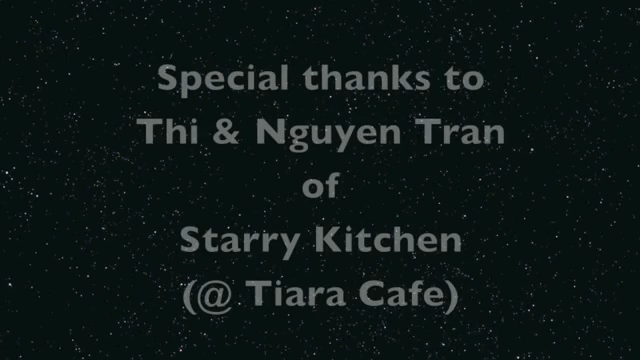 Special thanks to
Thi & Nguyen Tran
of
Starry Kitchen
(@ Tiara Cafe)